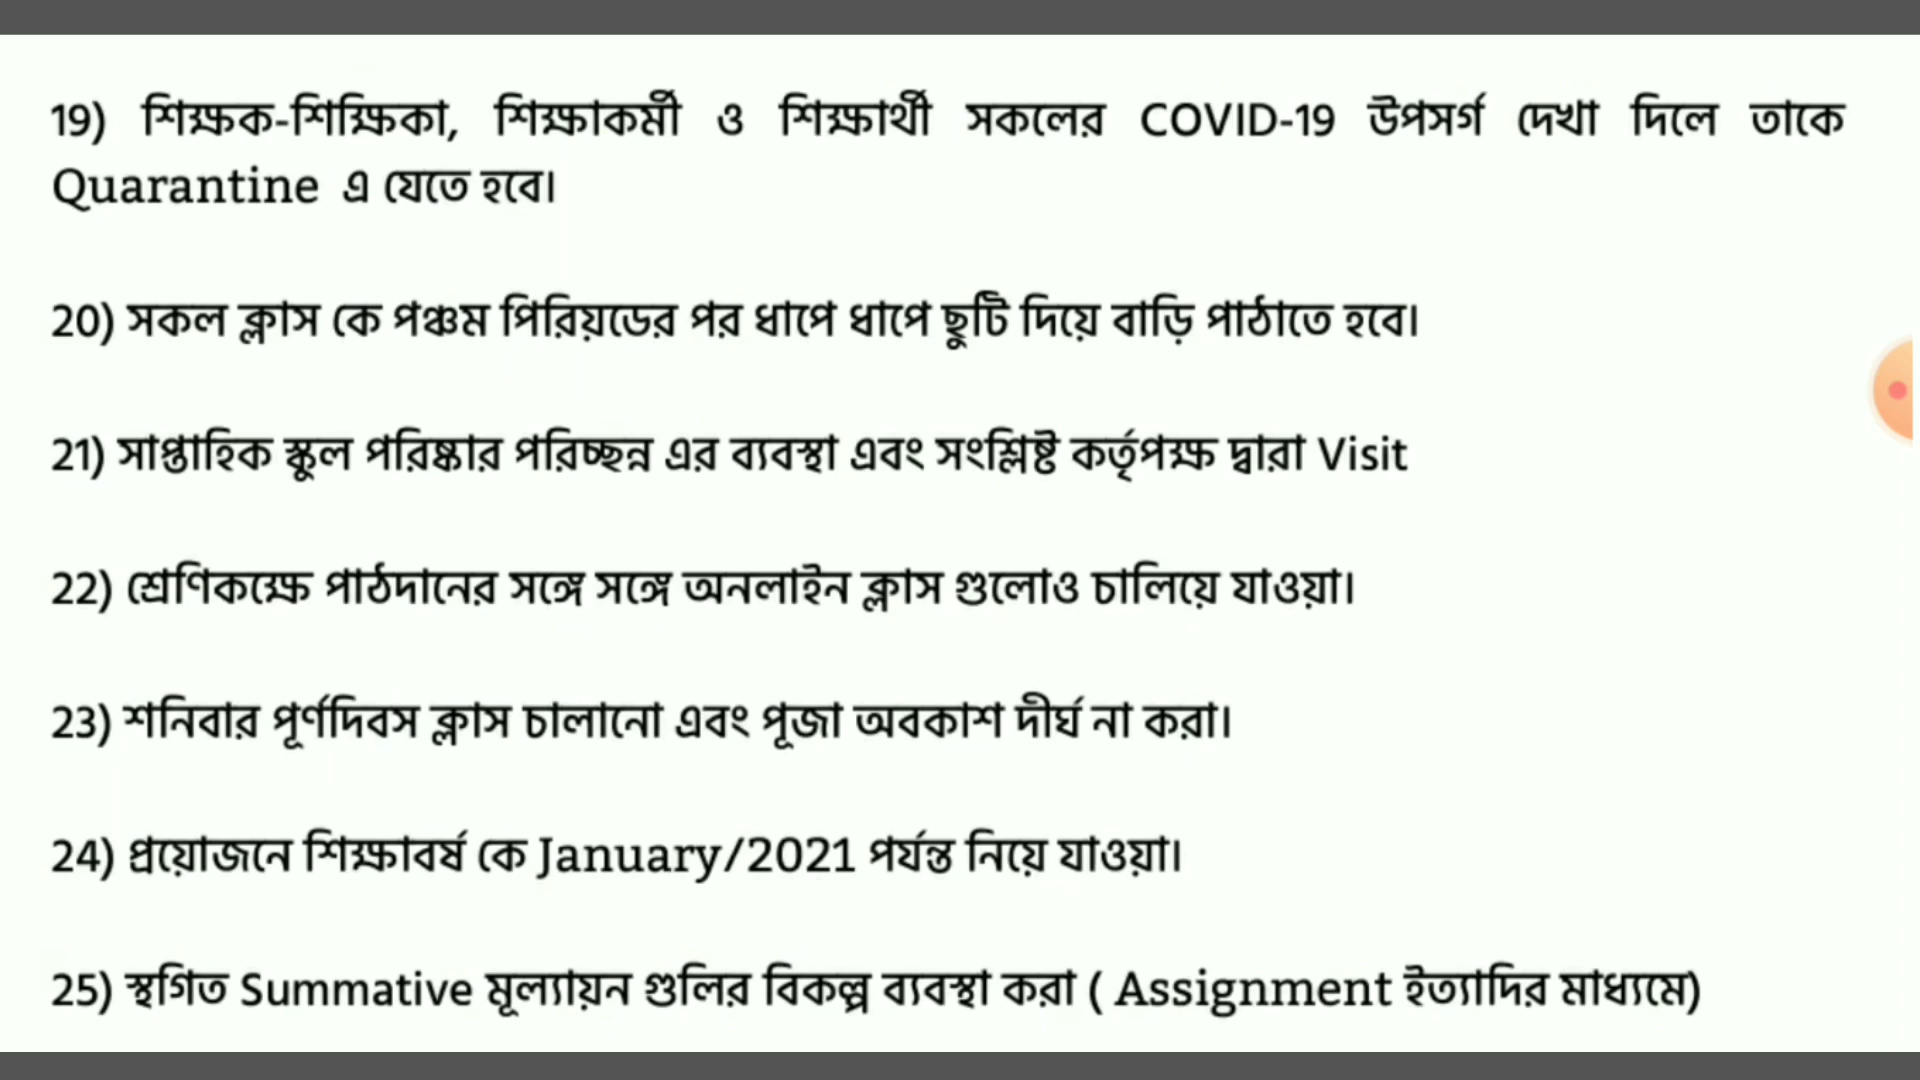 19) শিক্ষক-শিক্ষিকা, শিক্ষাকর্মী ও শিক্ষার্থী সকলের COVID-19 উপসর্গ দেখা দিলে তাকে
Quarantine এ যেতে হবে।
20) সকল ক্লাস কে পঞ্চম পিরিয়ডের পর ধাপে ধাপে ছুটি দিয়ে বাড়ি পাঠাতে হবে।
21) সাপ্তাহিক স্কুল পরিষ্কার পরিচ্ছন্ন এর ব্যবস্থা এবং সংশ্লিষ্ট কর্তৃপক্ষ দ্বারা Visit
22) শ্রেণিকক্ষে পাঠদানের সঙ্গে সঙ্গে অনলাইন ক্লাস গুলোও চালিয়ে যাওয়া।
23) শনিবার পূর্ণদিবস ক্লাস চালানো এবং পূজা অবকাশ দীর্ঘ না করা।
24) প্রয়োজনে শিক্ষাবর্ষ কে January/2021 পর্যন্ত নিয়ে যাওয়া।
25) স্থগিত Summative মূল্যায়ন গুলির বিকল্প ব্যবস্থা করা ( Assignment ইত্যাদির মাধ্যমে)